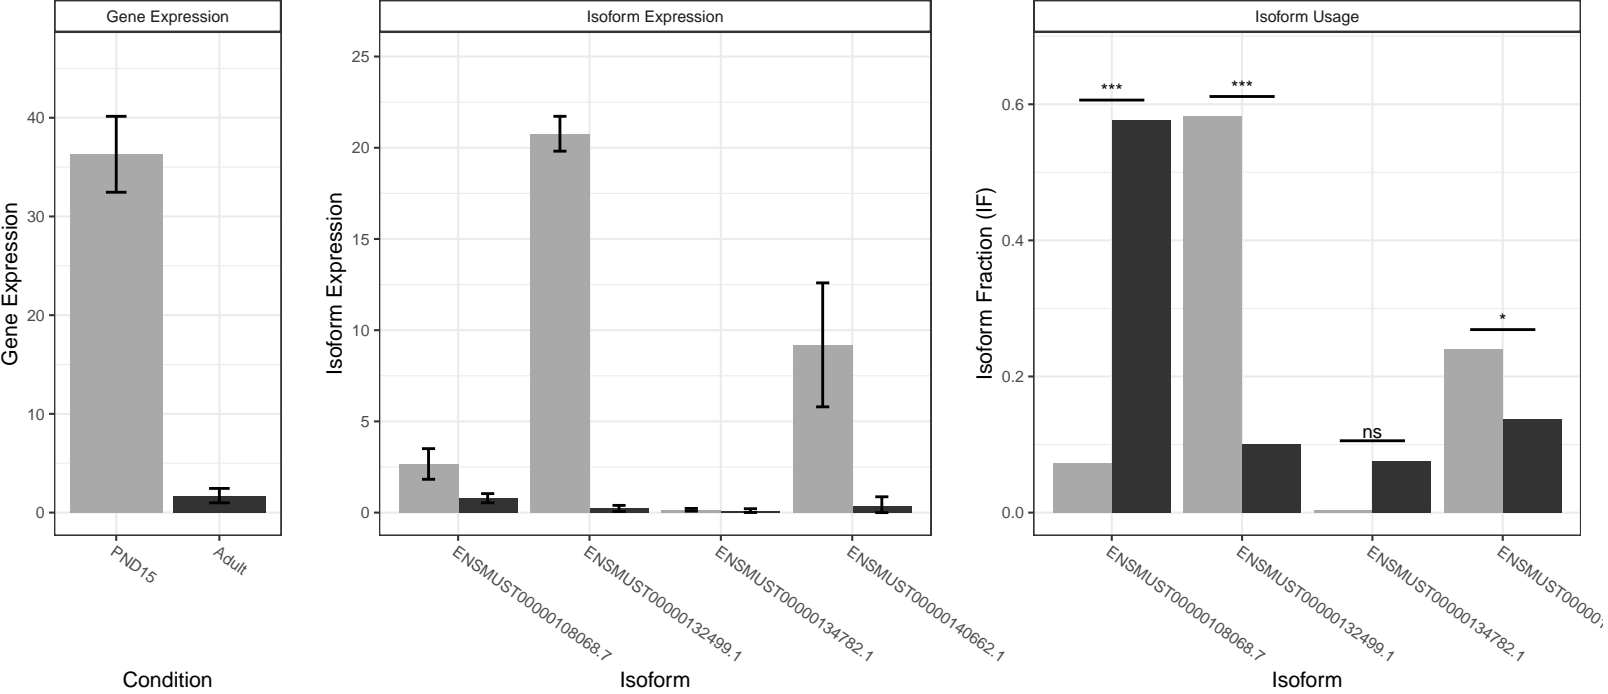 Gene Expression
Isoform Expression
Isoform Usage
Gene Expression
40
30
20
10
0
PND15
Adult
Condition
Isoform Expression
25
20
15
10
5
0
ENSMUST00000108068.7
ENSMUST00000132499.1
ENSMUST00000134782.1
ENSMUST00000140662.1
Isoform
Isoform Fraction (IF)
0.6
0.4
0.2
0.0
***
***
ns
*
ENSMUST00000108068.7
ENSMUST00000132499.1
ENSMUST00000134782.1
Isoform